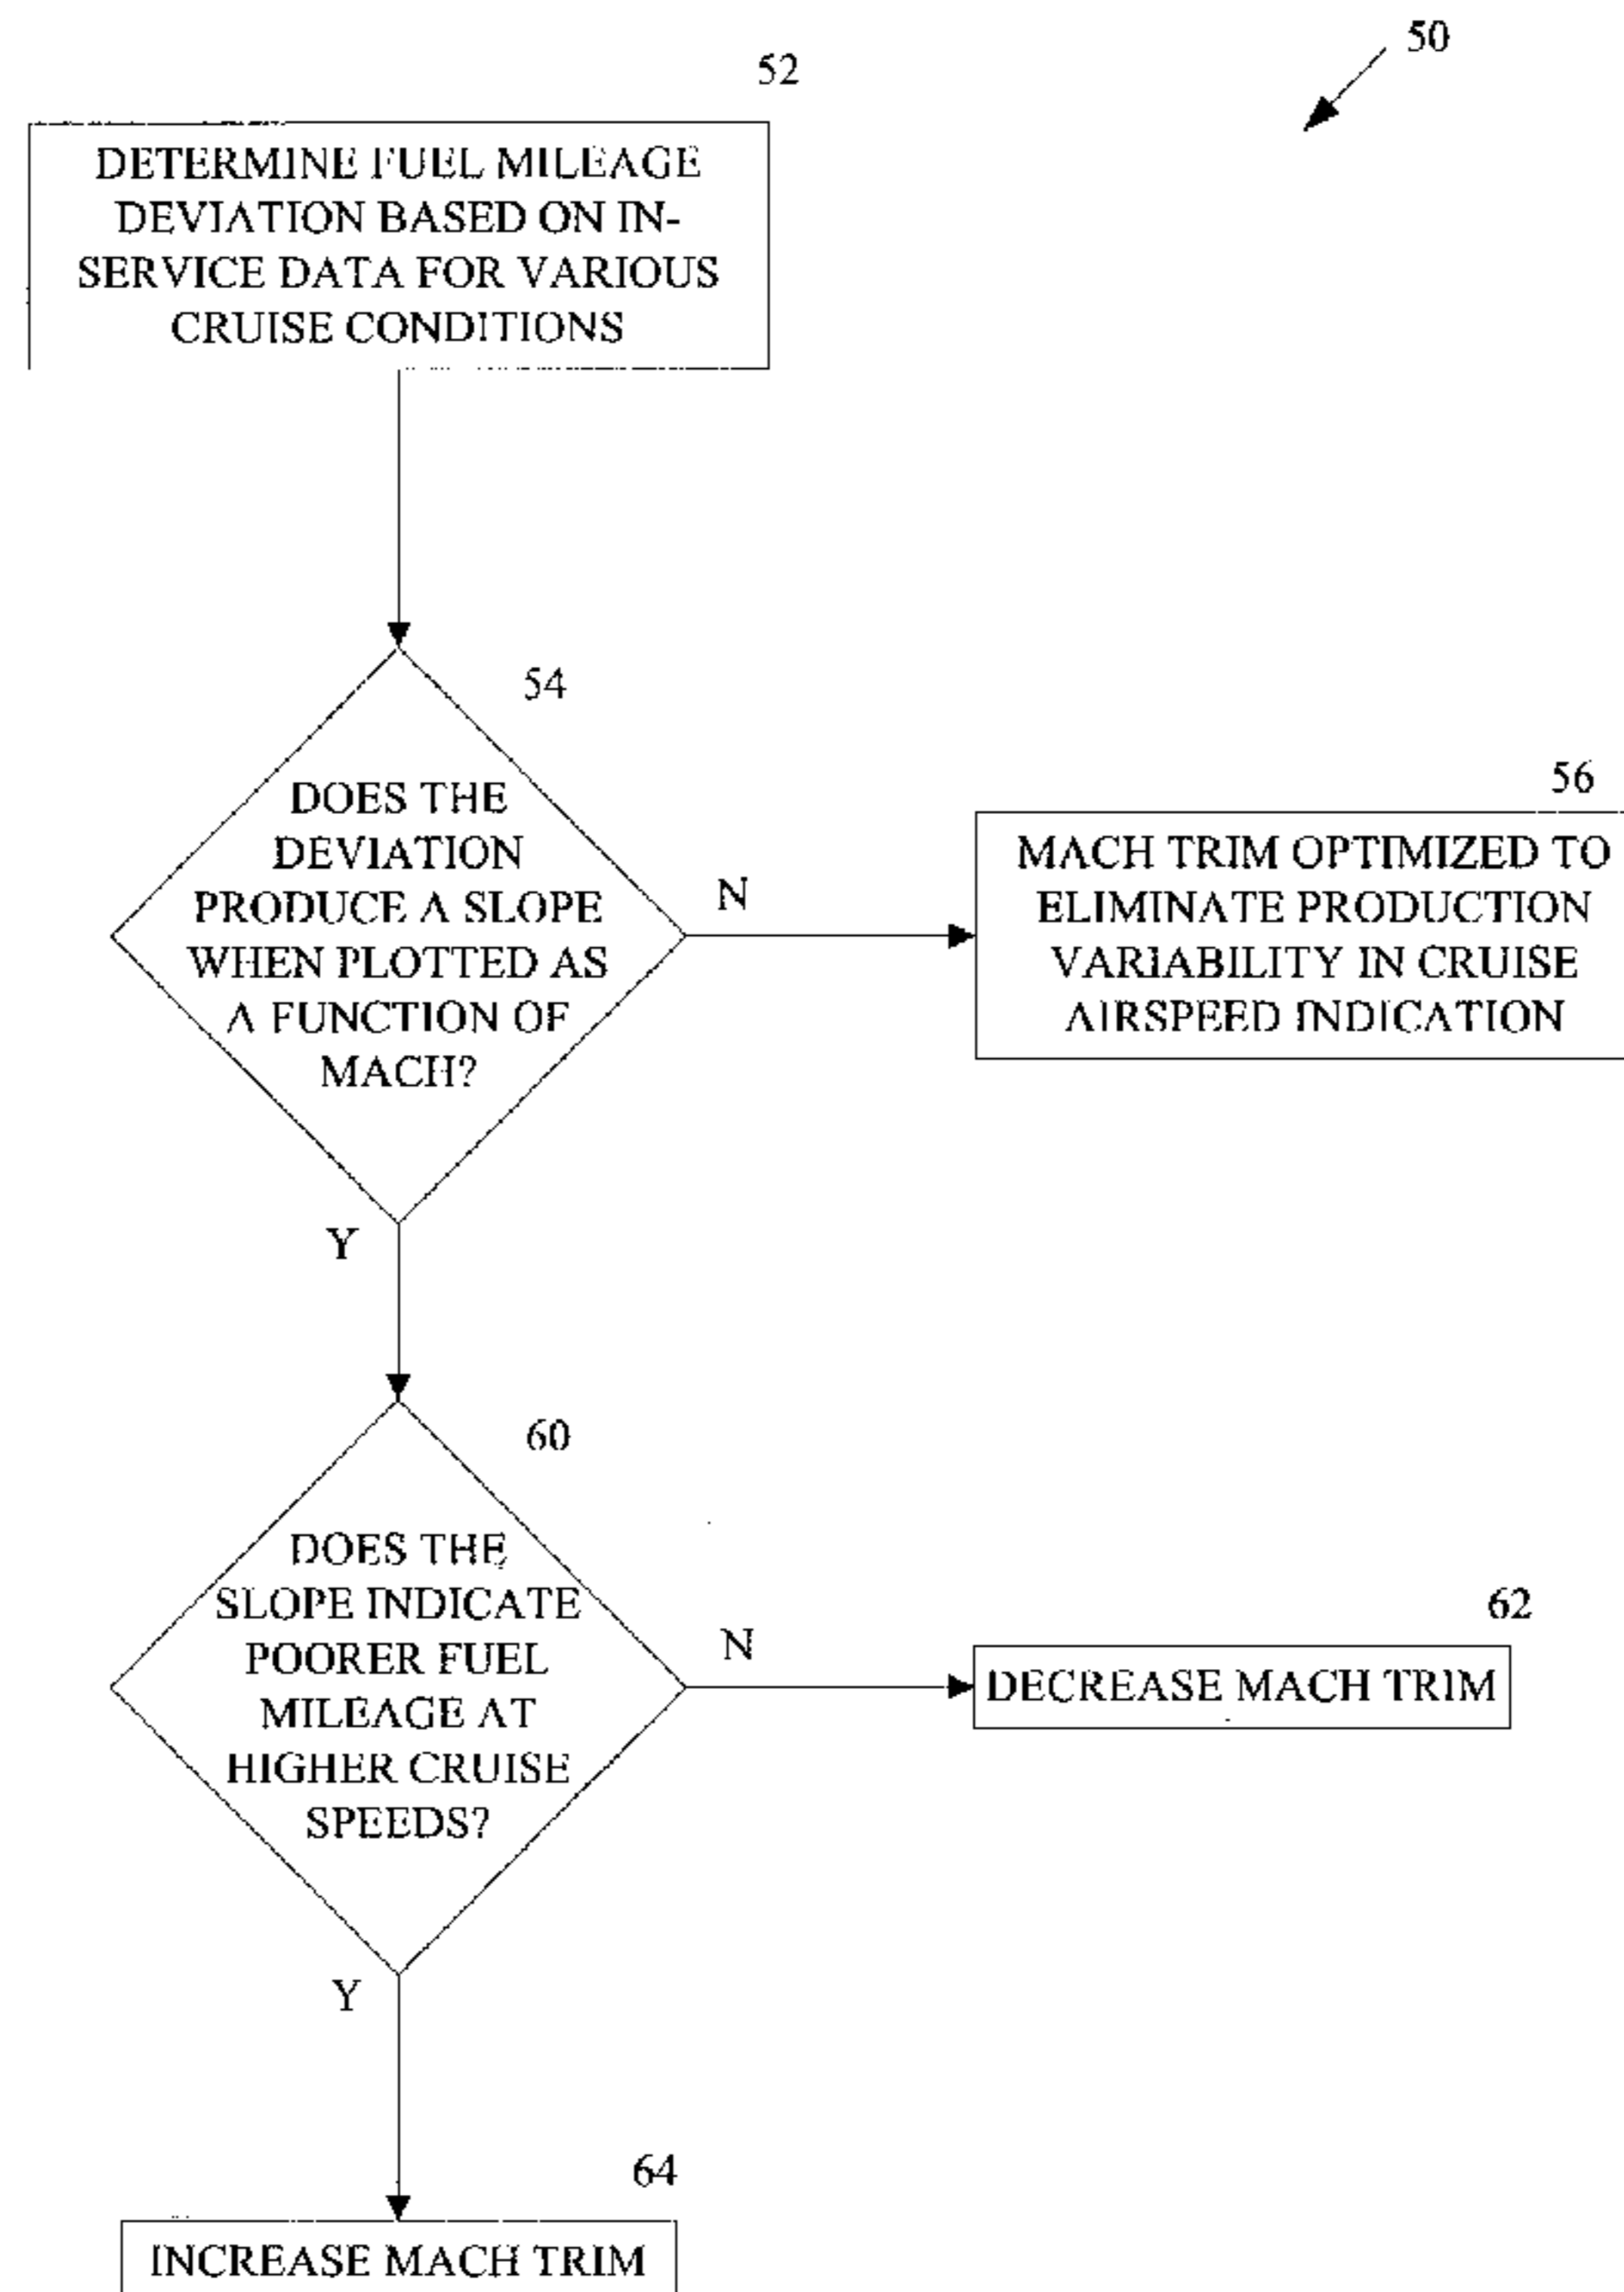 50
52
DETERMINE FUEL MILEAGE
DEVIATION BASED ON IN-
SERVICE DATA FOR VARIOUS
CRUISE CONDITIONS
54
DOES THE
DEVIATION
PRODUCE A SLOPE
WHEN PLOTTED AS
A FUNCTION OF
MACH?
N
56
MACH TRIM OPTIMIZED TO
ELIMINATE PRODUCTION
VARIABILITY IN CRUISE
AIRSPEED INDICATION
Y
60
DOES THE
SLOPE INDICATE
POORER FUEL
MILEAGE AT
HIGHER CRUISE
SPEEDS?
N
62
DECREASE MACH TRIM
Y
64
INCREASE MACH TRIM